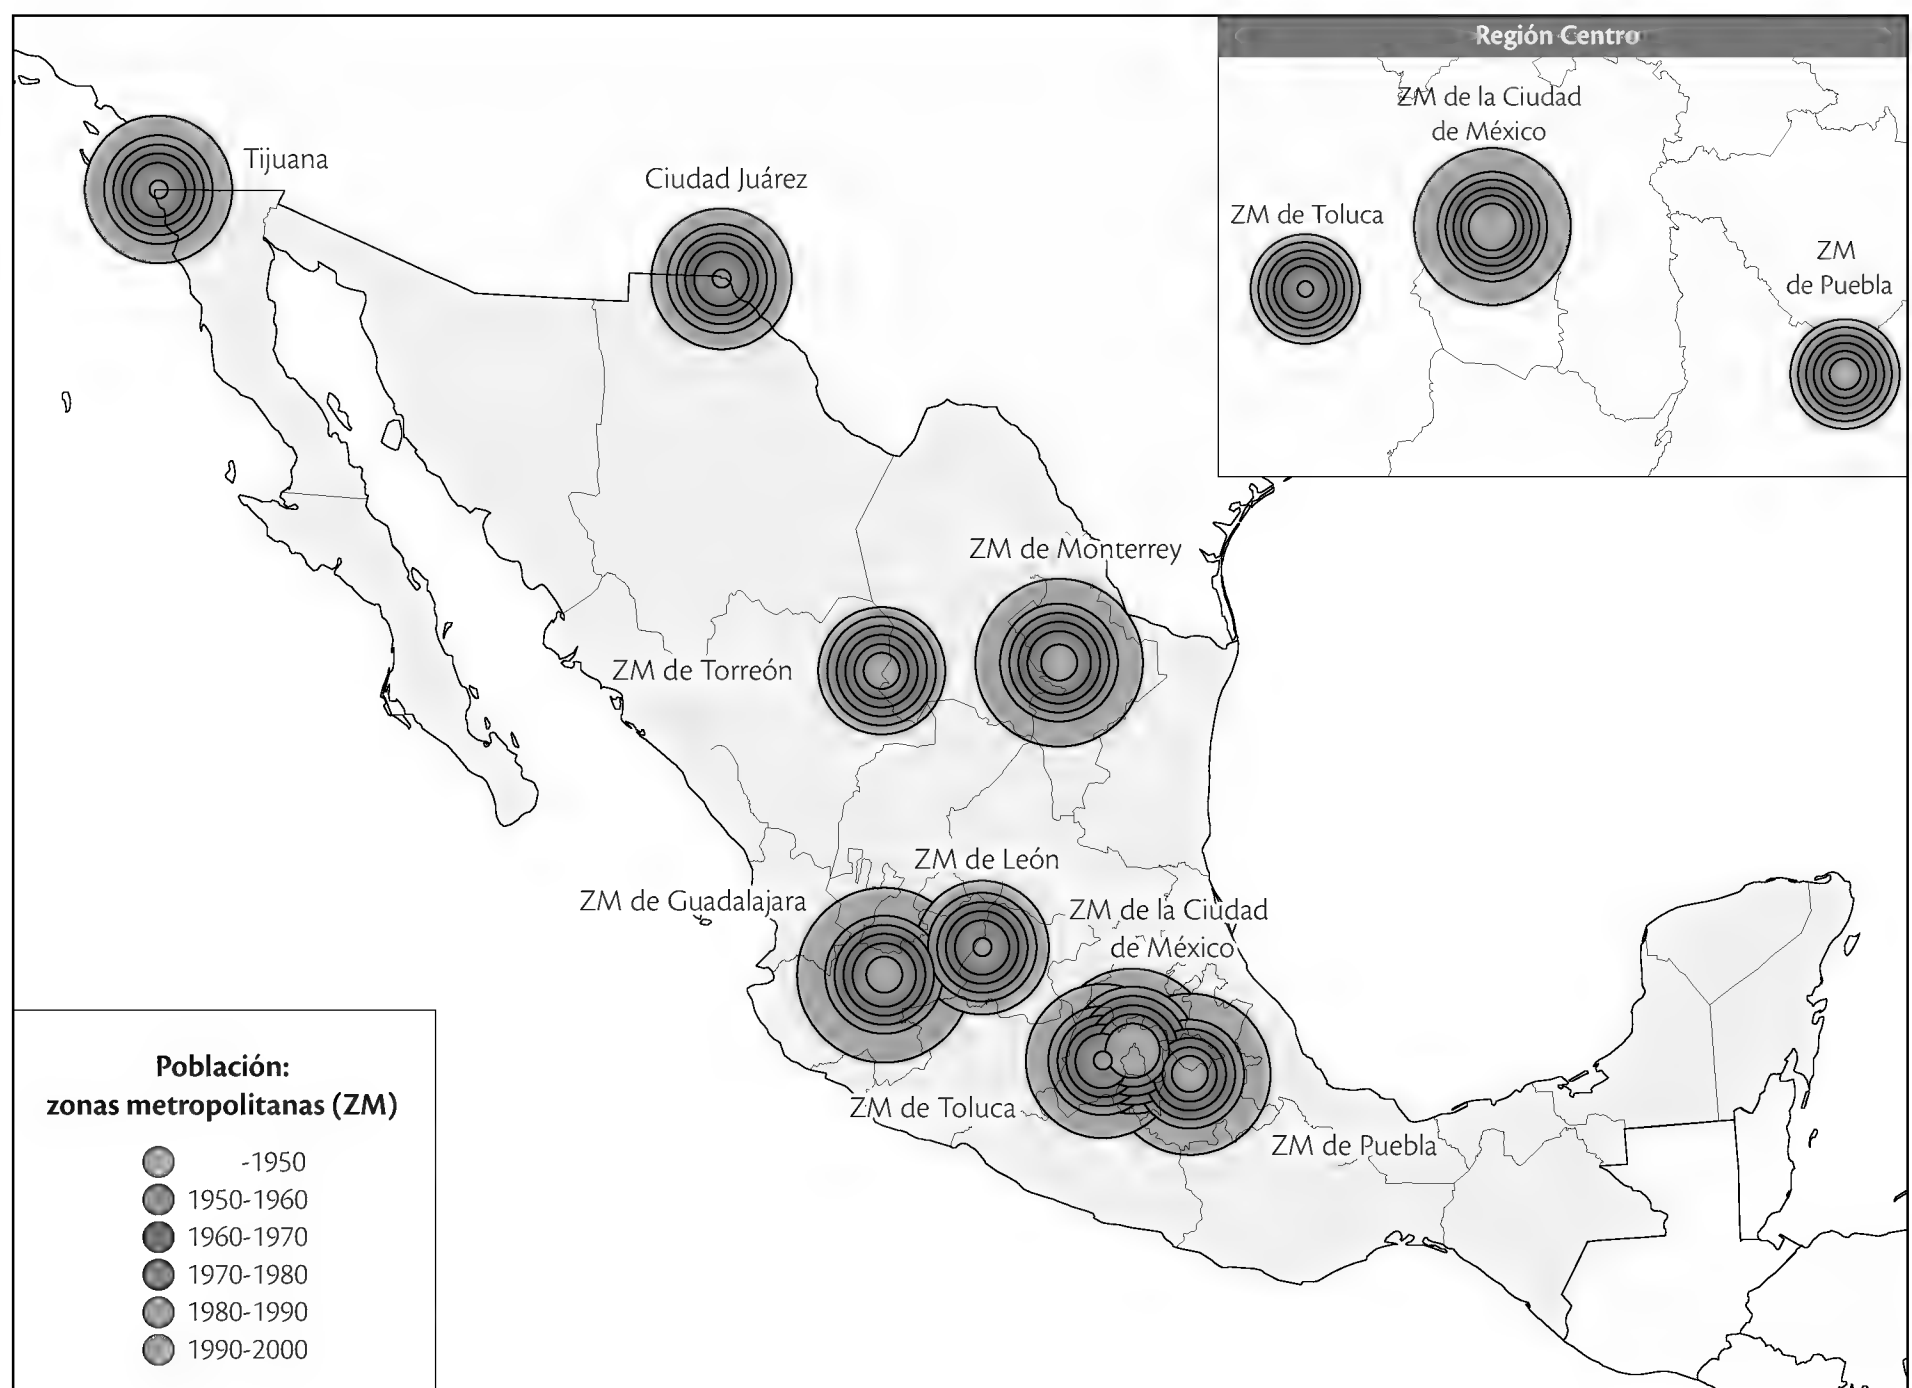 Región Centro
ZM de la Ciudad
de México
ZM de Toluca
ZM
de Puebla
Tijuana
Ciudad Juárez
ZM de Monterrey
ZM de Torreón
ZM de León
ZM de Guadalajara
ZM de la Ciudad
de México
ZM de Toluca
ZM de Puebla
Población:
zonas metropolitanas (ZM)
-1950
1950-1960
1960-1970
1970-1980
1980-1990
1990-2000